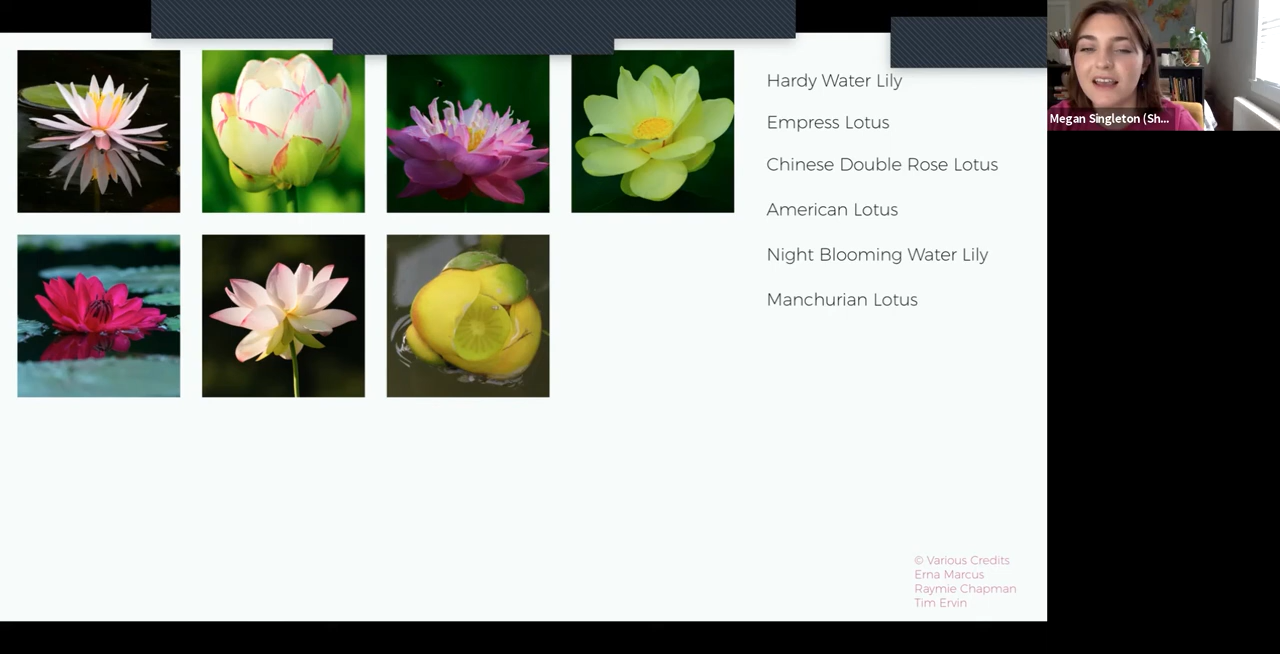 Hardy Water Lily
Empress Lotus
Chinese Double Rose Lotus
American Lotus
Night Blooming Water Lily
Manchurian Lotus
Megan Singleton (Sh...
© Various Credits
Erna Marcus
Raymie Chapman
Tim Ervin